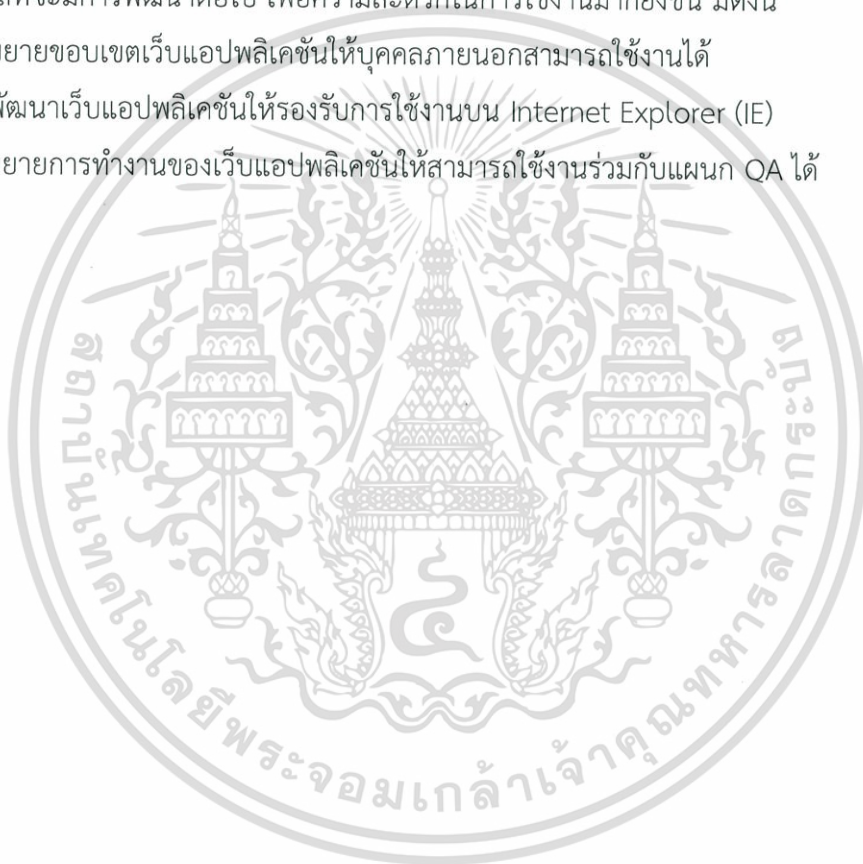 จะมีการพัฒนาต่อไป เพื่อความสะดวกในการใช้งานมากยิ่งขึ้น มีดังนี้
ขยายขอบเขตเว็บแอปพลิเคชันให้บุคคลภายนอกสามารถใช้งานได้
พัฒนาเว็บแอปพลิเคชันให้รองรับการใช้งานบน Internet Explorer (IE)
ขยายการทำงานของเว็บแอปพลิเคชันให้สามารถใช้งานร่วมกับแผนก QA ได้
สถาบันเทคโนโลยีพระจอมเกล้าเจ้าคุณทหารลาดกระบัง
๔